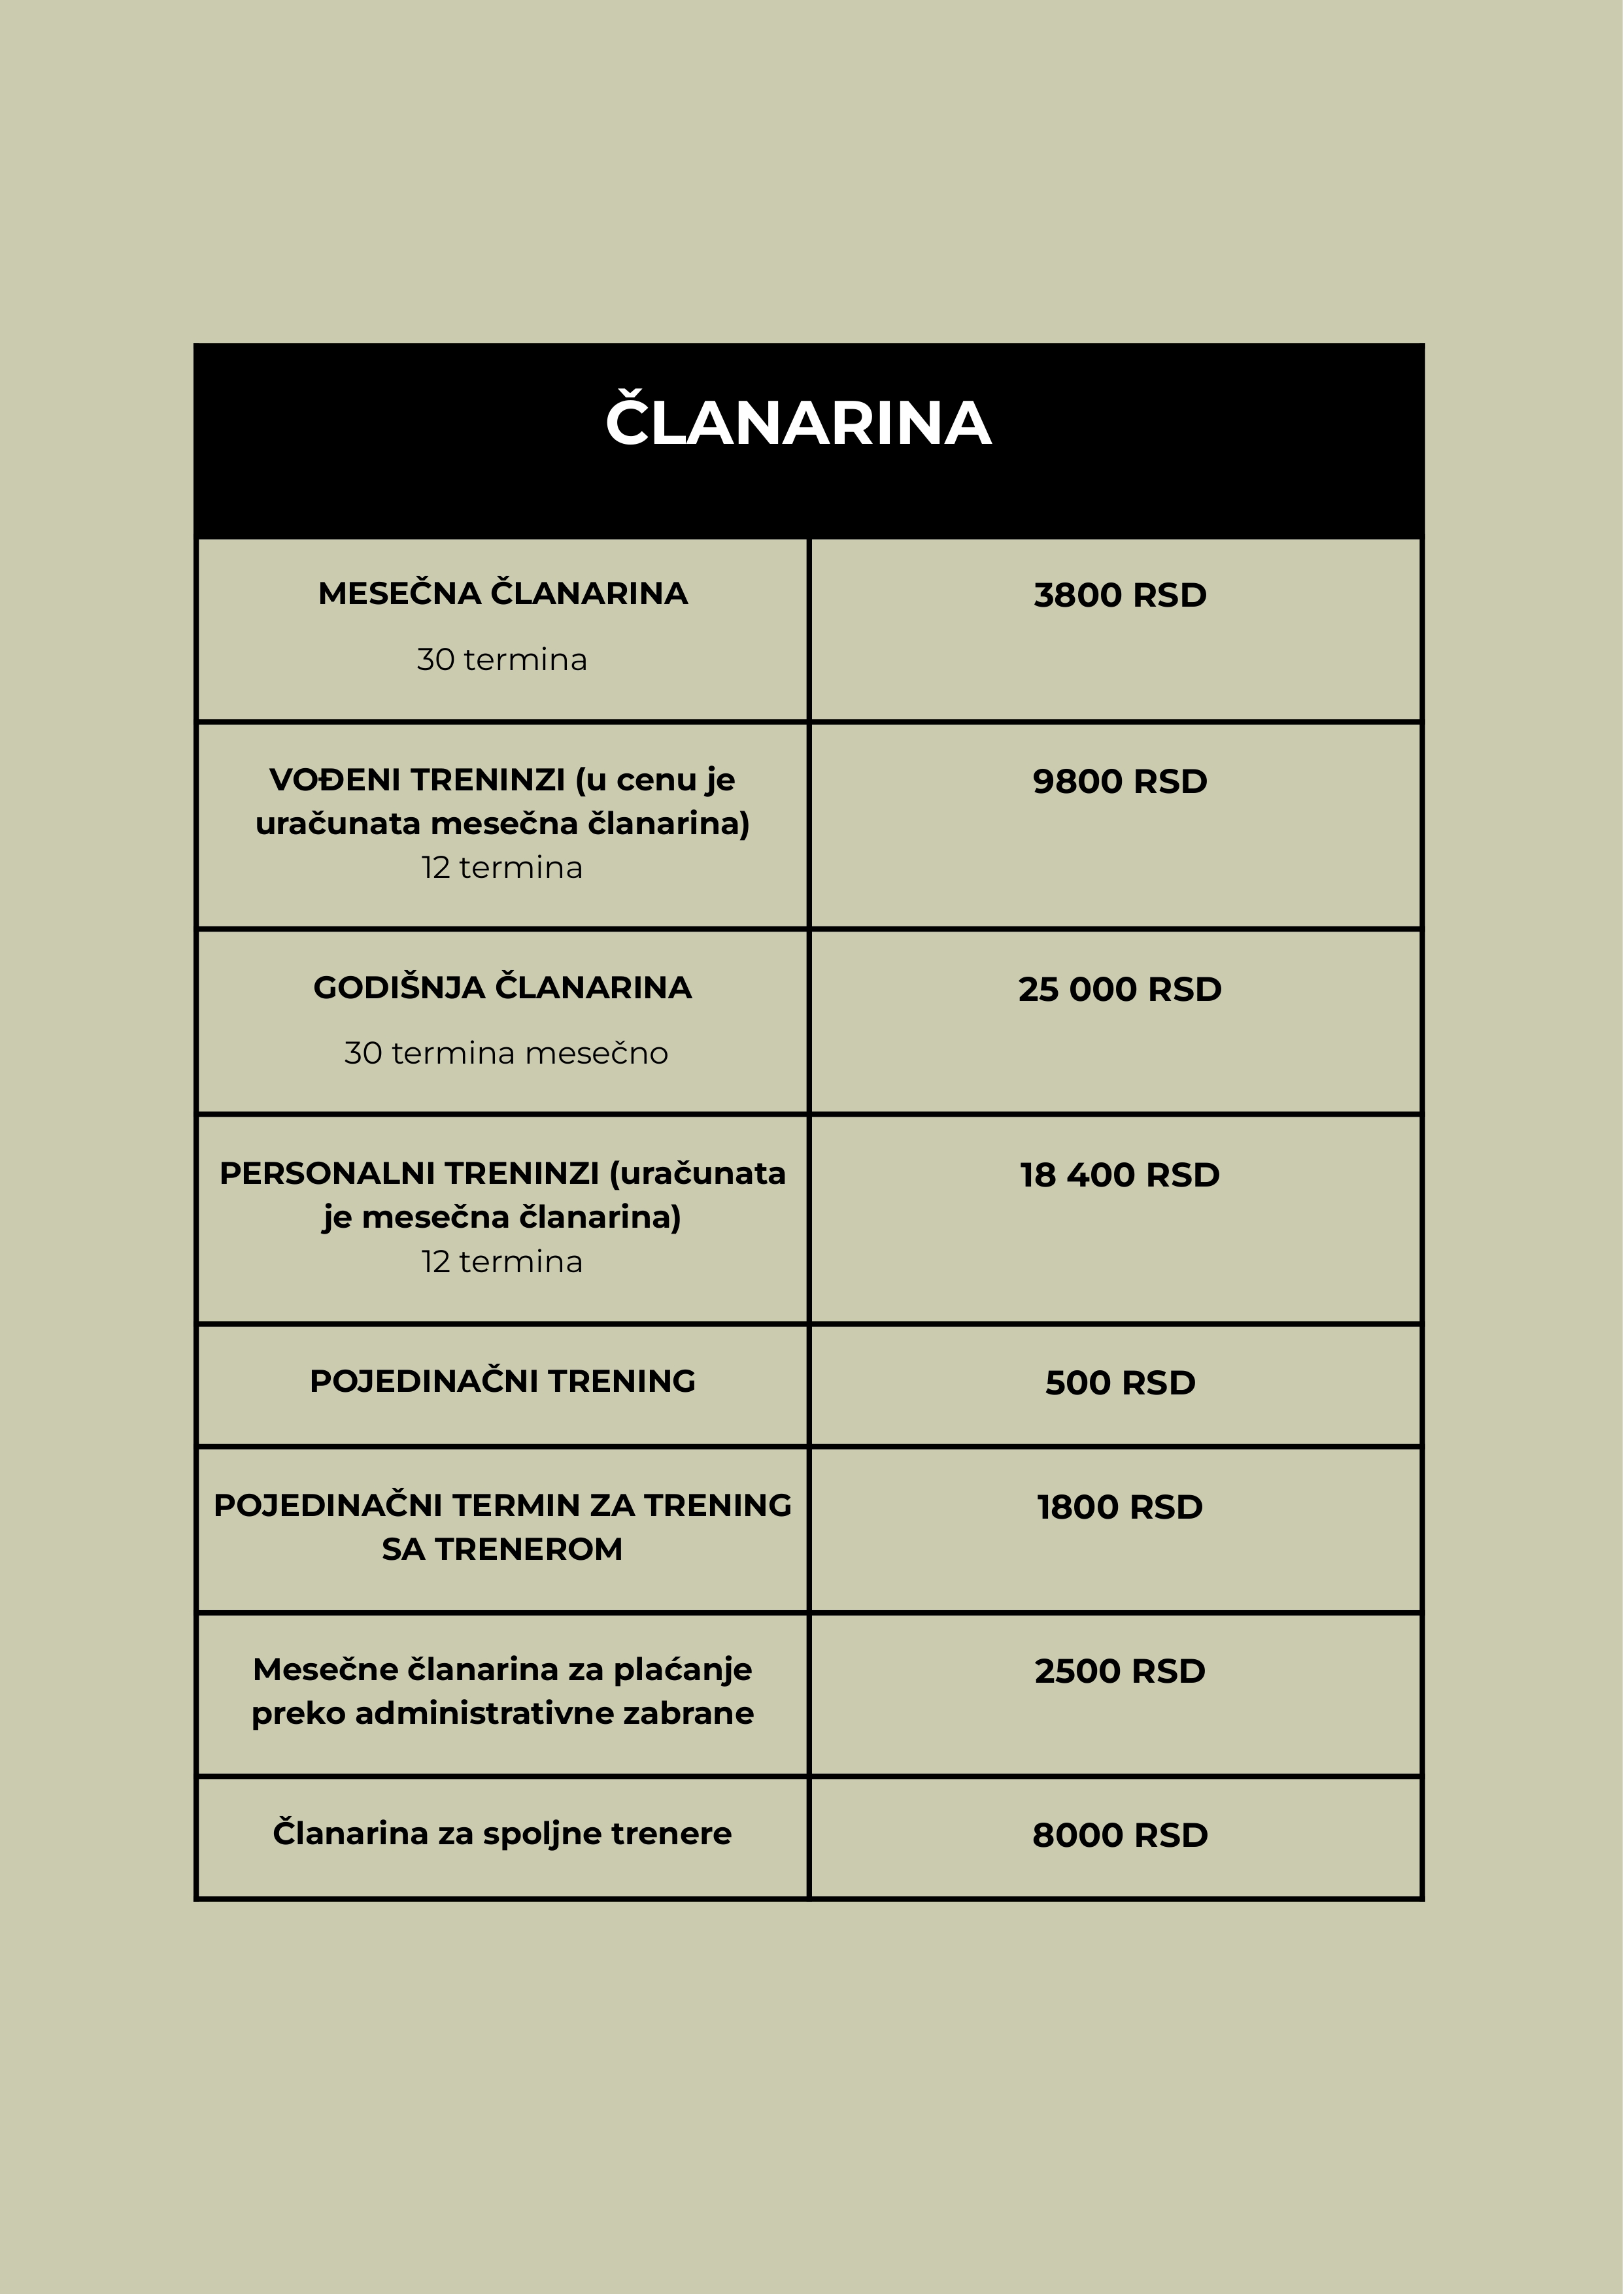 ČLANARINA
MESEČNA ČLANARINA
30 termina
3800 RSD
VOĐENI TRENINZI (u cenu je
uračunata mesečna članarina)
12 termina
9800 RSD
GODIŠNJA ČLANARINA
30 termina mesečno
25 000 RSD
PERSONALNI TRENINZI (uračunata
je mesečna članarina)
12 termina
18 400 RSD
POJEDINAČNI TRENING
500 RSD
POJEDINAČNI TERMIN ZA TRENING
SA TRENEROM
1800 RSD
Mesečne članarina za plaćanje
preko administrativne zabrane
2500 RSD
Članarina za spoljne trenere
8000 RSD